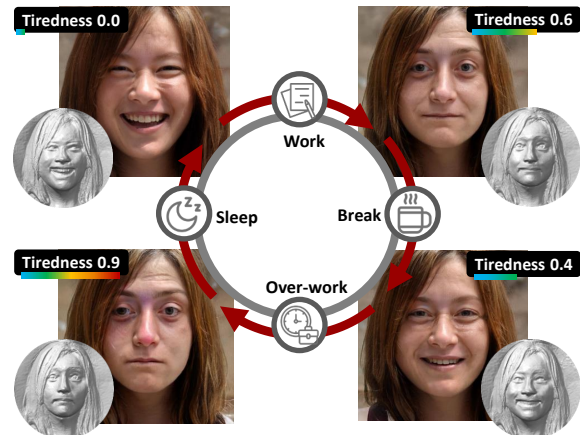 Tiredness 0.0
Tiredness 0.6
Work
Sleep
Break
Over-work
Tiredness 0.9
Tiredness 0.4